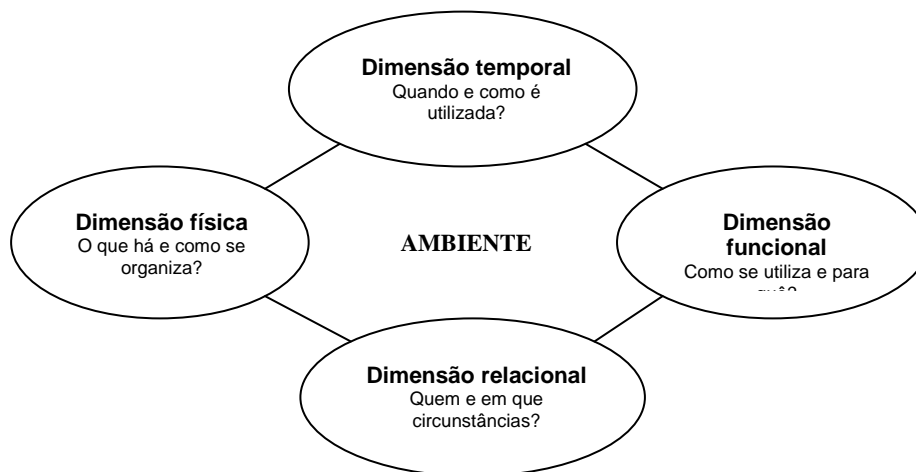 Dimensão temporal
Quando e como é
utilizada?
Dimensão física
O que há e como se
organiza?
AMBIENTE
Dimensão
funcional
Como se utiliza e para
quê?
Dimensão relacional
Quem e em que
circunstâncias?